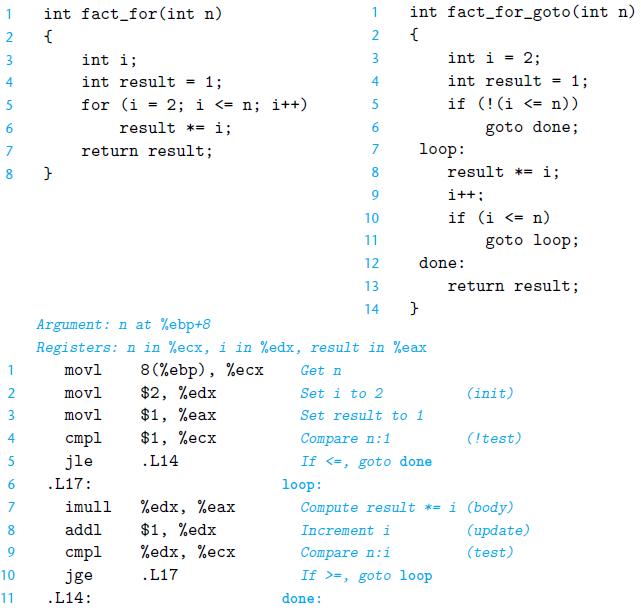 1 int fact_for(int n)
2 {
3 int i;
4 int result = 1;
5 for (i = 2; i <= n; i++)
6 result *= i;
7 return result;
8 }
1 int fact_for_goto(int n)
2 {
3 int i = 2;
4 int result = 1;
5 if (!(i <= n))
6 goto done;
7 loop:
8 result *= i;
9 i++;
10 if (i <= n)
11 goto loop;
12 done:
13 return result;
14 }
Argument: n at %ebp+8
Registers: n in %ecx, i in %edx, result in %eax
1 movl 8(%ebp), %ecx Get n
2 movl $2, %edx Set i to 2 (init)
3 movl $1, %eax Set result to 1
4 cmpl $1, %ecx Compare n:1 (!test)
5 jle .L14 If <=, goto done
6 .L17: loop:
7 imull %edx, %eax Compute result *= i (body)
8 addl $1, %edx Increment i (update)
9 cmpl %edx, %ecx Compare n:i (test)
10 jge .L17 If >=, goto loop
11 .L14: done: